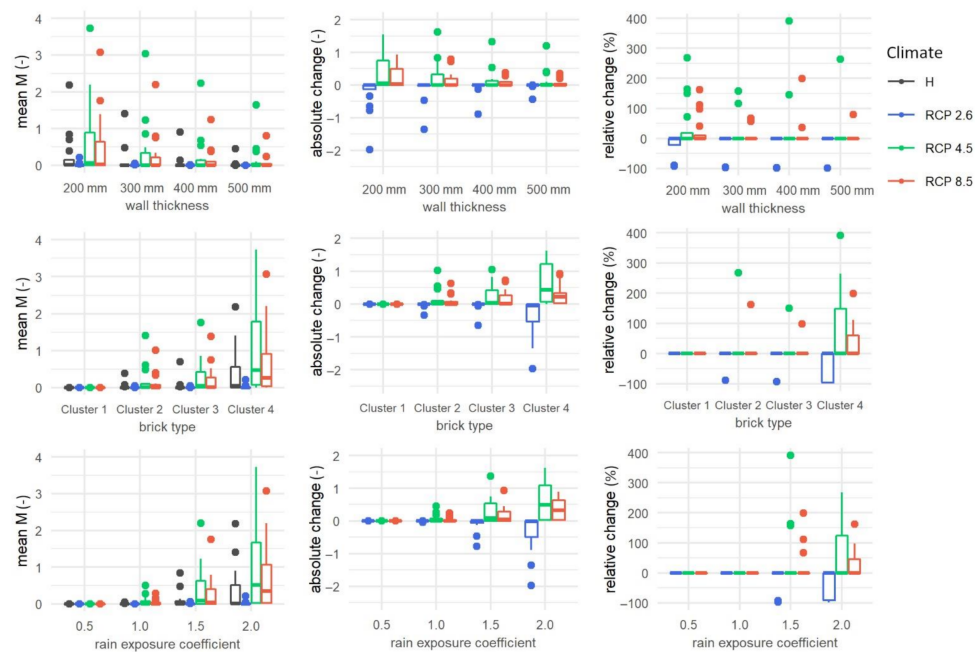 mean M (-)
4
3
2
1
0
200 mm 300 mm 400 mm 500 mm
wall thickness
absolute change (-)
2
1
0
−1
−2
200 mm 300 mm 400 mm 500 mm
wall thickness
relative change (%)
400
300
200
100
0
−100
200 mm 300 mm 400 mm 500 mm
wall thickness
Climate
H
RCP 2.6
RCP 4.5
RCP 8.5
mean M (-)
4
3
2
1
0
Cluster 1 Cluster 2 Cluster 3 Cluster 4
brick type
absolute change (-)
2
1
0
−1
−2
Cluster 1 Cluster 2 Cluster 3 Cluster 4
brick type
relative change (%)
400
300
200
100
0
−100
Cluster 1 Cluster 2 Cluster 3 Cluster 4
brick type
mean M (-)
4
3
2
1
0
0.5 1.0 1.5 2.0
rain exposure coefficient
absolute change (-)
2
1
0
−1
−2
0.5 1.0 1.5 2.0
rain exposure coefficient
relative change (%)
400
300
200
100
0
−100
0.5 1.0 1.5 2.0
rain exposure coefficient